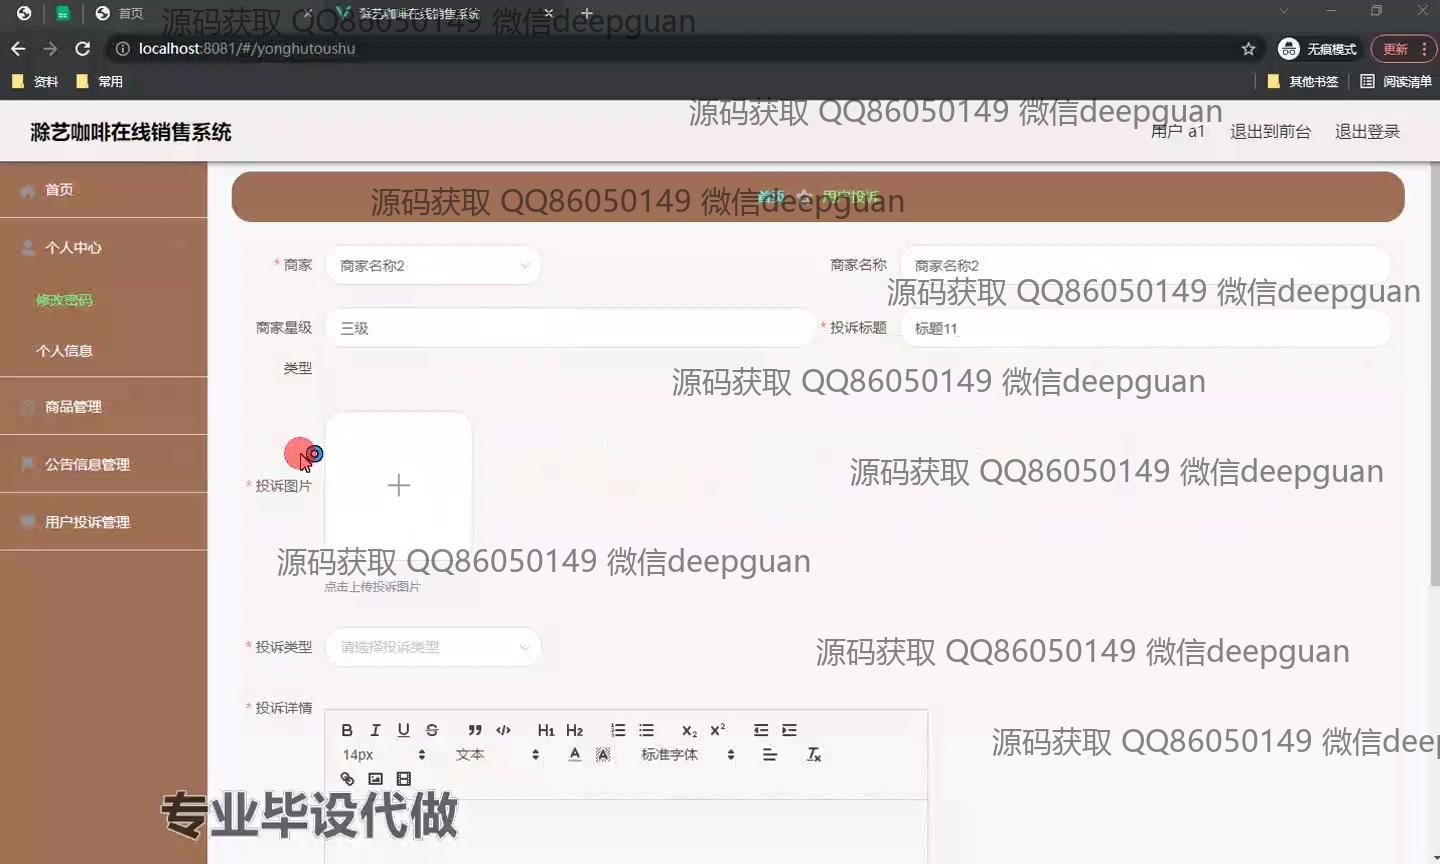 首页
滁艺咖啡在线销售系统
源码获取 QQ86050149 微信deepguan
localhost:8081/#/yonghutoushu
无痕模式
更新
资料
常用
其他书签
阅读清单
源码获取 QQ86050149 微信deepguan
滁艺咖啡在线销售系统
用户 a1
退出到前台
退出登录
首页
首页
用户投诉
源码获取 QQ86050149 微信deepguan
个人中心
* 商家
商家名称2
商家名称
商家名称2
修改密码
源码获取 QQ86050149 微信deepguan
商家星级
三级
* 投诉标题
标题11
个人信息
类型
源码获取 QQ86050149 微信deepguan
商品管理
公告信息管理
源码获取 QQ86050149 微信deepguan
* 投诉图片
用户投诉管理
源码获取 QQ86050149 微信deepguan
点击上传投诉图片
* 投诉类型
请选择投诉类型
源码获取 QQ86050149 微信deepguan
* 投诉详情
B I U S H1 H2 X₂ X²
14px
文本
A A
标准字体
源码获取 QQ86050149 微信deep
专业毕设代做